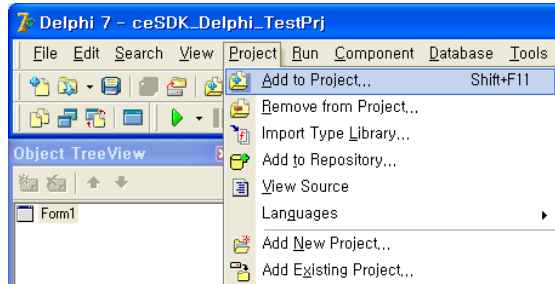 Delphi 7 - ceSDK_Delphi_TestPrj
File Edit Search View Project Run Component Database Tools
Add to Project... Shift+F11
Remove from Project...
Import Type Library...
Object TreeView
Add to Repository...
View Source
Form1
Languages
Add New Project...
Add Existing Project...